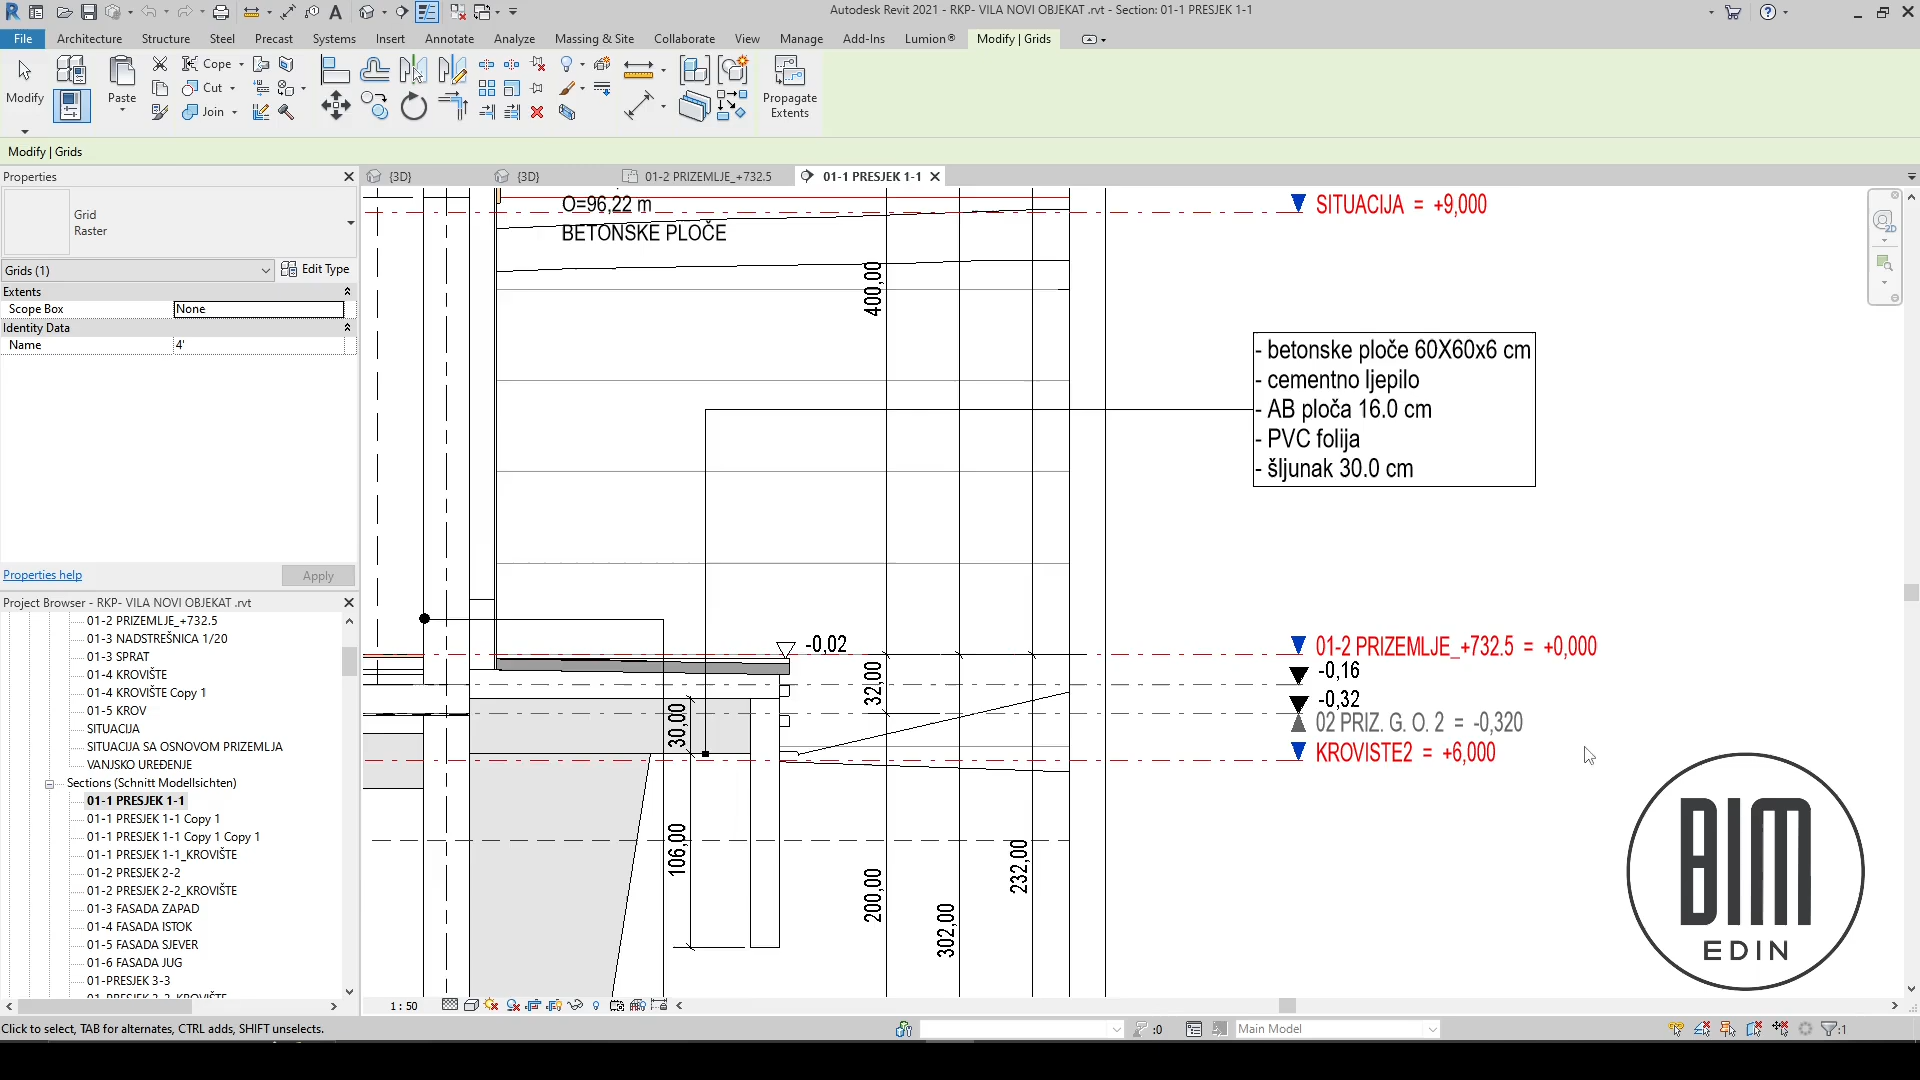 Autodesk Revit 2021 - RKP- VILA NOVI OBJEKAT .rvt - Section: 01-1 PRESJEK 1-1
File Architecture Structure Steel Precast Systems Insert Annotate Analyze Massing & Site Collaborate View Manage Add-Ins Lumion® Modify | Grids
Modify
Paste
Cope
Cut
Join
Propagate
Extents
Modify | Grids
Properties
Grid
Raster
Grids (1)
Edit Type
Extents
Scope Box None
Identity Data
Name 4'
Properties help
Apply
Project Browser - RKP- VILA NOVI OBJEKAT .rvt
01-2 PRIZEMLJE_+732.5
01-3 NADSTREŠNICA 1/20
01-3 SPRAT
01-4 KROVIŠTE
01-4 KROVIŠTE Copy 1
01-5 KROV
SITUACIJA
SITUACIJA SA OSNOVOM PRIZEMLJA
VANJSKO UREĐENJE
Sections (Schnitt Modellsichten)
01-1 PRESJEK 1-1
01-1 PRESJEK 1-1 Copy 1
01-1 PRESJEK 1-1 Copy 1 Copy 1
01-1 PRESJEK 1-1_KROVIŠTE
01-2 PRESJEK 2-2
01-2 PRESJEK 2-2_KROVIŠTE
01-3 FASADA ZAPAD
01-4 FASADA ISTOK
01-5 FASADA SJEVER
01-6 FASADA JUG
01-PRESJEK 3-3
01-PRESJEK 3-3_KROVIŠTE
{3D} {3D} 01-2 PRIZEMLJE_+732.5 01-1 PRESJEK 1-1
O=96,22 m
BETONSKE PLOČE
400,00
SITUACIJA = +9,000
- betonske ploče 60X60x6 cm
- cementno ljepilo
- AB ploča 16.0 cm
- PVC folija
- šljunak 30.0 cm
-0,02
32,00
30,00
106,00
200,00
302,00
232,00
01-2 PRIZEMLJE_+732.5 = +0,000
-0,16
-0,32
02 PRIZ. G. O. 2 = -0,320
KROVISTE2 = +6,000
2D
BIM
EDIN
1 : 50
Click to select, TAB for alternates, CTRL adds, SHIFT unselects.
:0
Main Model
:1